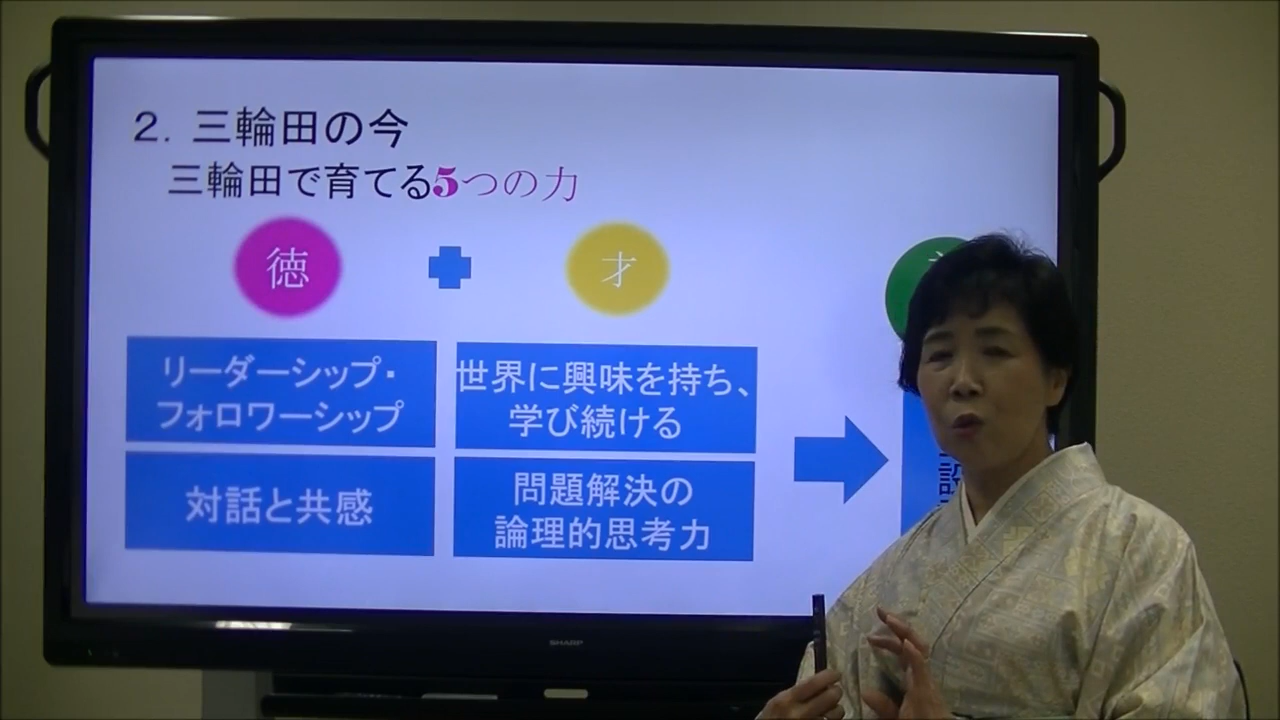 ２．三輪田の今
三輪田で育てる5つの力
徳
才
リーダーシップ・
フォロワーシップ
世界に興味を持ち、
学び続ける
対話と共感
問題解決の
論理的思考力
設
SHARP